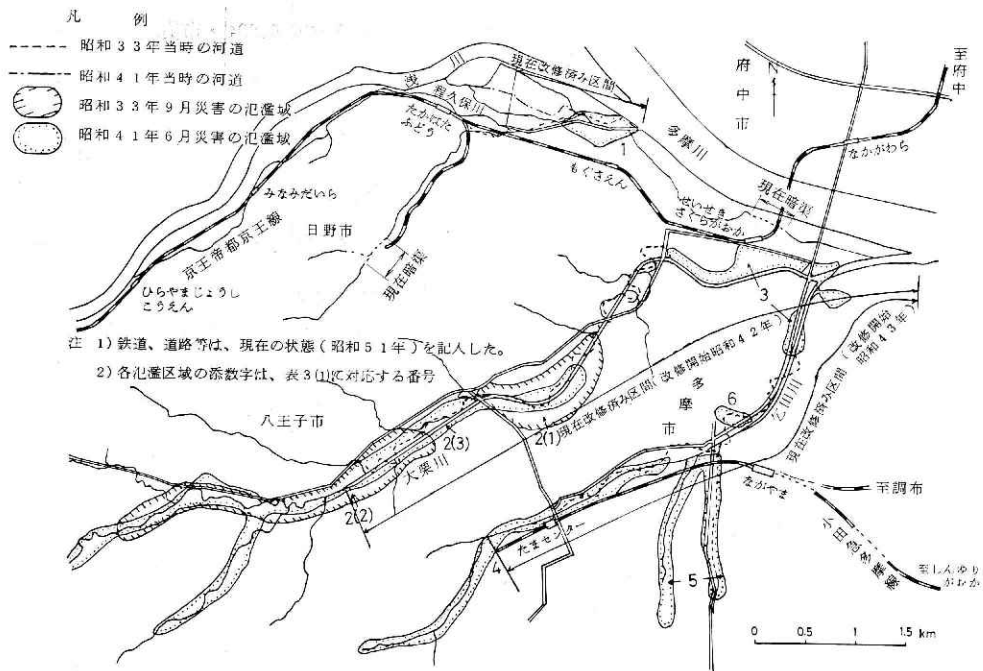 凡 例
昭和33年当時の河道
昭和41年当時の河道
昭和33年9月災害の氾濫域
昭和41年6月災害の氾濫域
浅川
程久保川
現在改修済み区間
たかはた
ふどう
1
多摩川
府中市
至府中
なかがわら
もぐさえん
現在暗渠
せいせき
さくらがおか
みなみだいら
日野市
京王帝都京王線
現在暗渠
ひらやまじょうし
こうえん
3
注 1)鉄道、道路等は、現在の状態(昭和51年)を記入した。
2)各氾濫区域の添数字は、表3(1)に対応する番号
八王子市
2(3)
2(1)
現在改修済み区間(改修開始昭和42年)
多摩市
6
乞田川
現在改修済み区間(改修開始昭和43年)
大栗川
2(2)
ながやま
至調布
たまセンター
4
5
小田急多摩線
至しんゆり
がおか
0 0.5 1.0 1.5 km